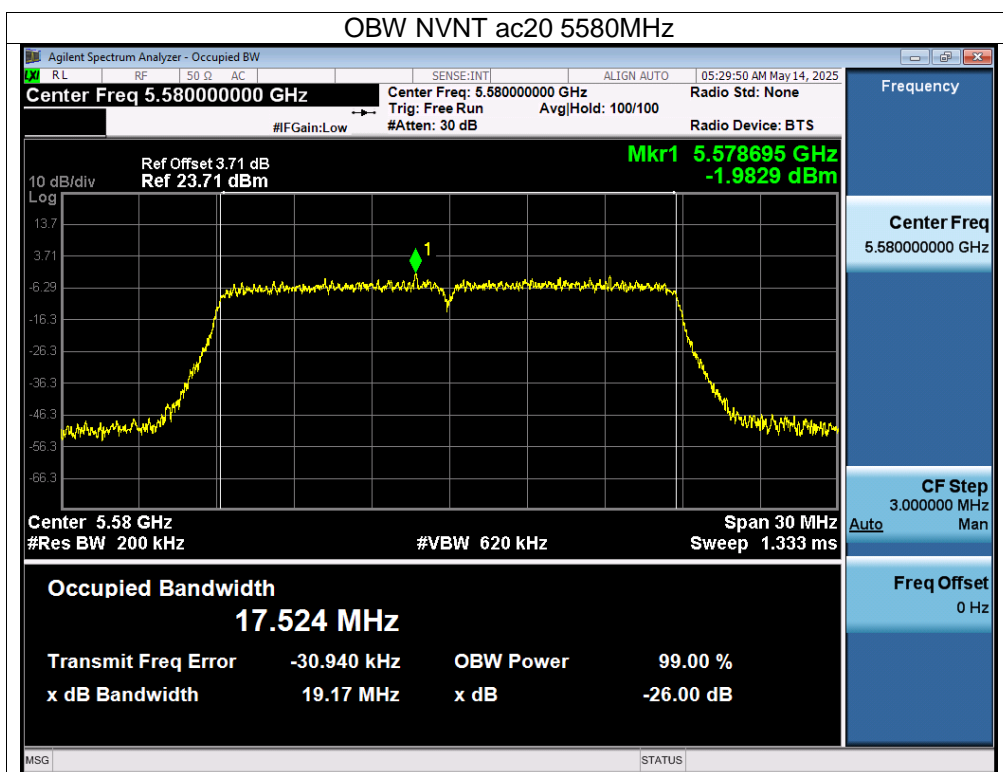 OBW NVNT ac20 5580MHz
Agilent Spectrum Analyzer - Occupied BW
LXI RL RF 50 Ω AC SENSE:INT ALIGN AUTO 05:29:50 AM May 14, 2025
Center Freq 5.580000000 GHz
Center Freq: 5.580000000 GHz Radio Std: None
Trig: Free Run Avg|Hold: 100/100
#IFGain:Low #Atten: 30 dB Radio Device: BTS
Mkr1 5.578695 GHz
-1.9829 dBm
Ref Offset 3.71 dB
10 dB/div Ref 23.71 dBm
Log
13.7
3.71
-6.29
-16.3
-26.3
-36.3
-46.3
-56.3
-66.3
1
Center 5.58 GHz Span 30 MHz
#Res BW 200 kHz #VBW 620 kHz Sweep 1.333 ms
Occupied Bandwidth
17.524 MHz
Transmit Freq Error -30.940 kHz OBW Power 99.00 %
x dB Bandwidth 19.17 MHz x dB -26.00 dB
MSG STATUS
Frequency
Center Freq
5.580000000 GHz
CF Step
3.000000 MHz
Auto Man
Freq Offset
0 Hz